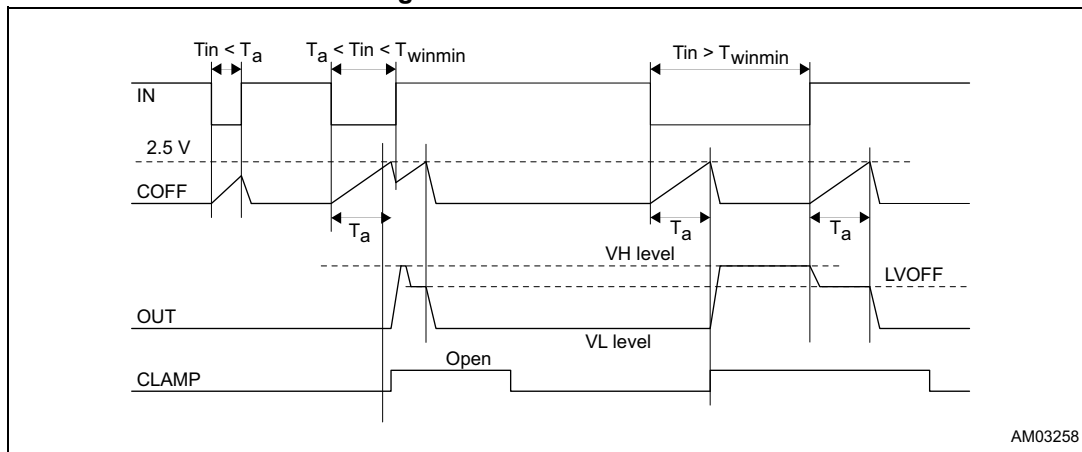 Tin < Ta
Ta < Tin < Twinmin
Tin > Twinmin
IN
2.5 V
COFF
Ta
Ta
Ta
VH level
LVOFF
OUT
VL level
Open
CLAMP
AM03258